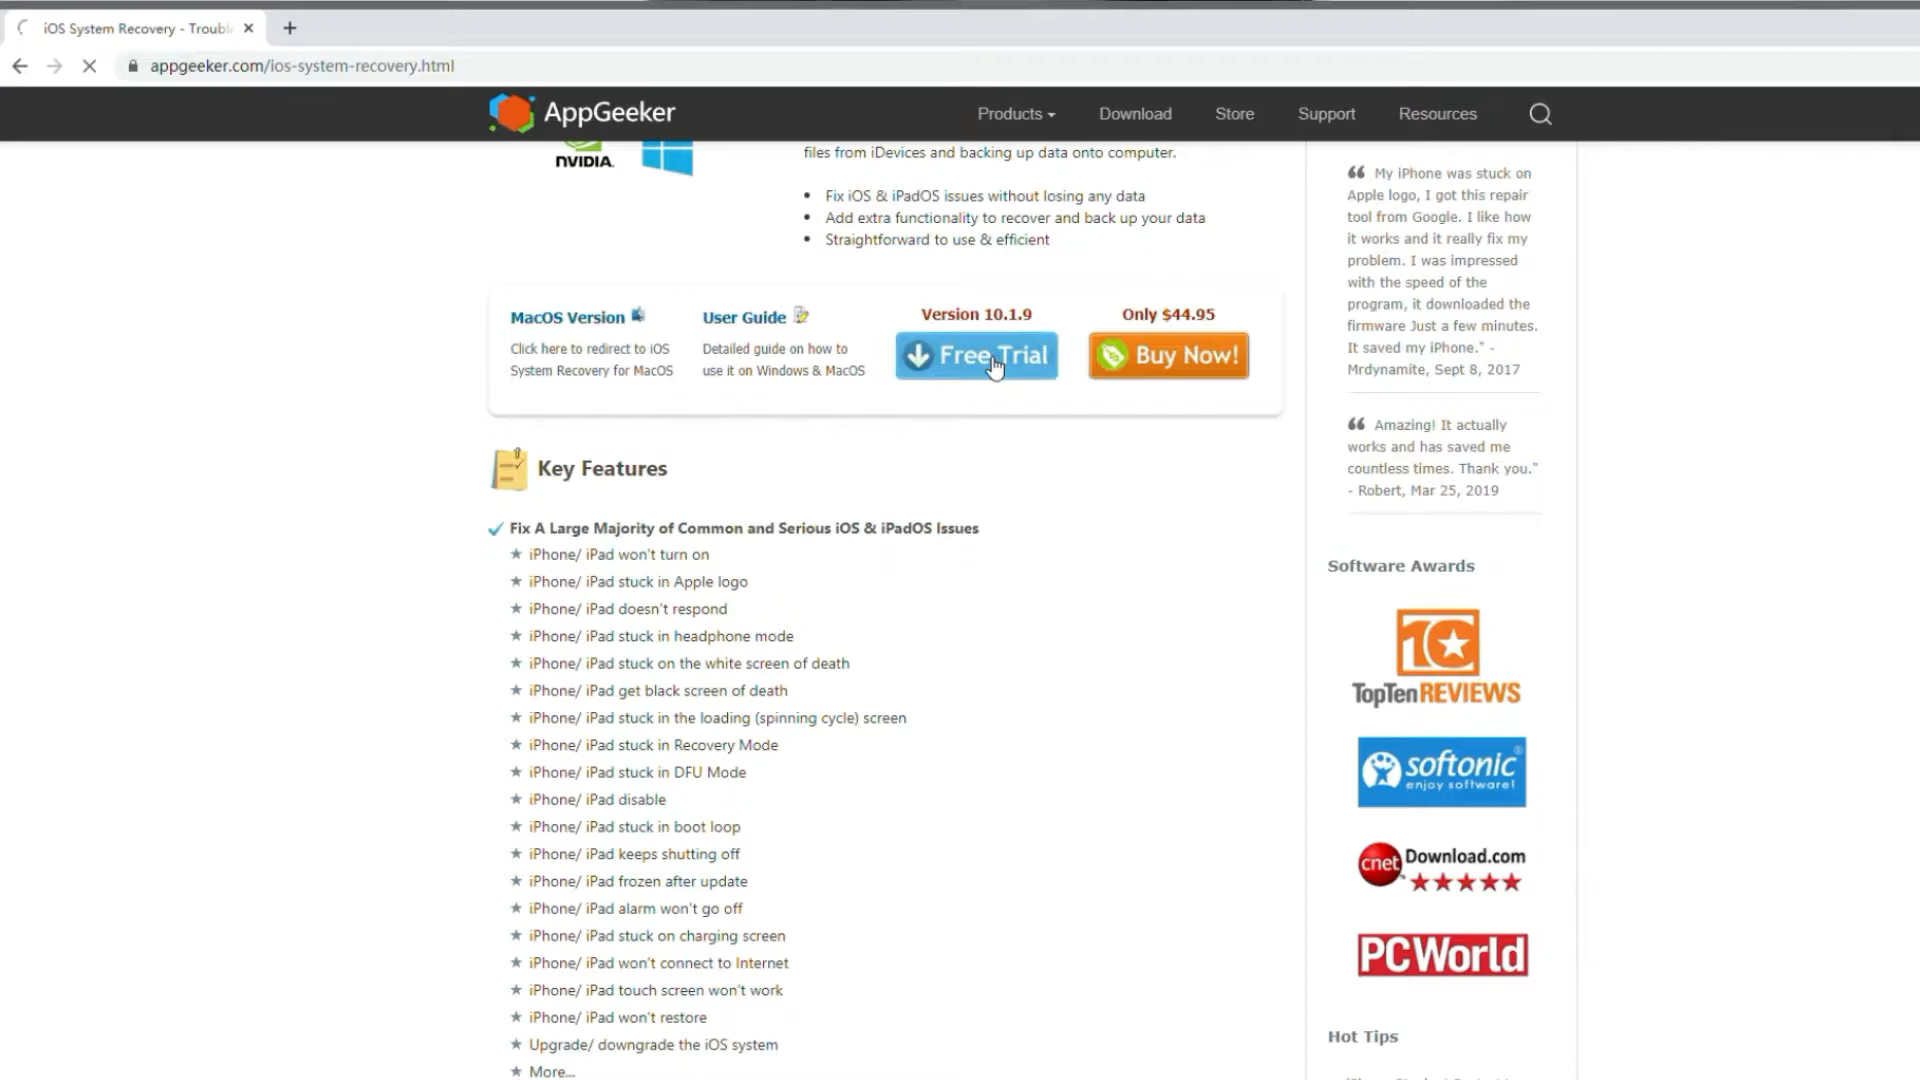 iOS System Recovery - Troubl
appgeeker.com/ios-system-recovery.html
AppGeeker
Products
Download
Store
Support
Resources
NVIDIA.
files from iDevices and backing up data onto computer.
Fix iOS & iPadOS issues without losing any data
Add extra functionality to recover and back up your data
Straightforward to use & efficient
MacOS Version
Click here to redirect to iOS
System Recovery for MacOS
User Guide
Detailed guide on how to
use it on Windows & MacOS
Version 10.1.9
Free Trial
Only $44.95
Buy Now!
Key Features
Fix A Large Majority of Common and Serious iOS & iPadOS Issues
iPhone/ iPad won't turn on
iPhone/ iPad stuck in Apple logo
iPhone/ iPad doesn't respond
iPhone/ iPad stuck in headphone mode
iPhone/ iPad stuck on the white screen of death
iPhone/ iPad get black screen of death
iPhone/ iPad stuck in the loading (spinning cycle) screen
iPhone/ iPad stuck in Recovery Mode
iPhone/ iPad stuck in DFU Mode
iPhone/ iPad disable
iPhone/ iPad stuck in boot loop
iPhone/ iPad keeps shutting off
iPhone/ iPad frozen after update
iPhone/ iPad alarm won't go off
iPhone/ iPad stuck on charging screen
iPhone/ iPad won't connect to Internet
iPhone/ iPad touch screen won't work
iPhone/ iPad won't restore
Upgrade/ downgrade the iOS system
More...
“ My iPhone was stuck on
Apple logo, I got this repair
tool from Google. I like how
it works and it really fix my
problem. I was impressed
with the speed of the
program, it downloaded the
firmware Just a few minutes.
It saved my iPhone." -
Mrdynamite, Sept 8, 2017
“ Amazing! It actually
works and has saved me
countless times. Thank you."
- Robert, Mar 25, 2019
Software Awards
TopTenREVIEWS
softonic®
enjoy software!
cnet Download.com
PCWorld
Hot Tips